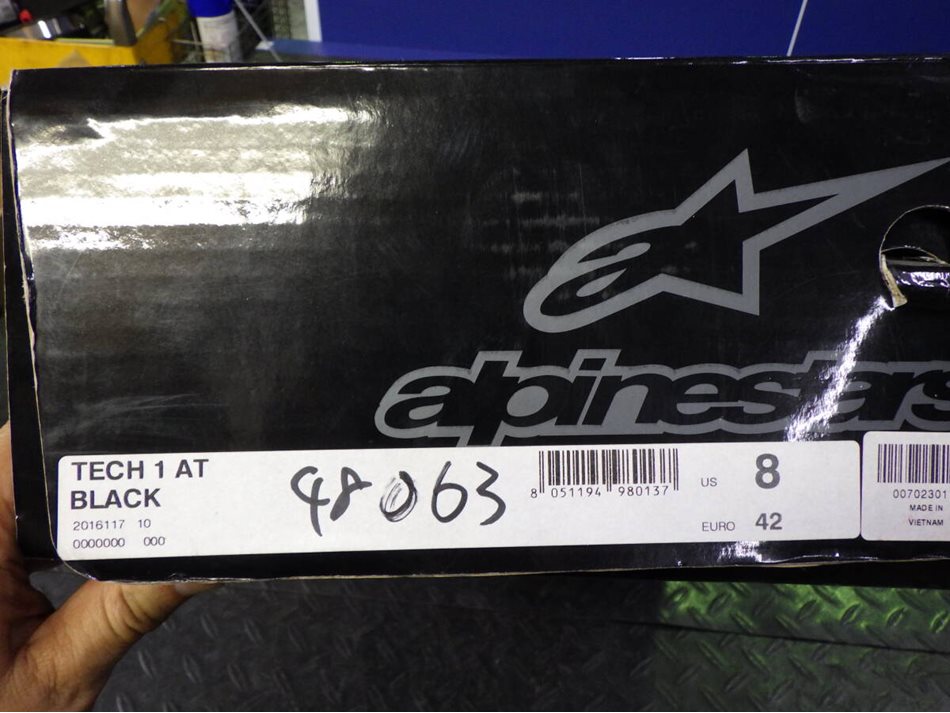 alpinestars
TECH 1 AT
BLACK
2016117 10
0000000 000
48063
8 051194 980137
US 8
EURO 42
00702301
MADE IN
VIETNAM